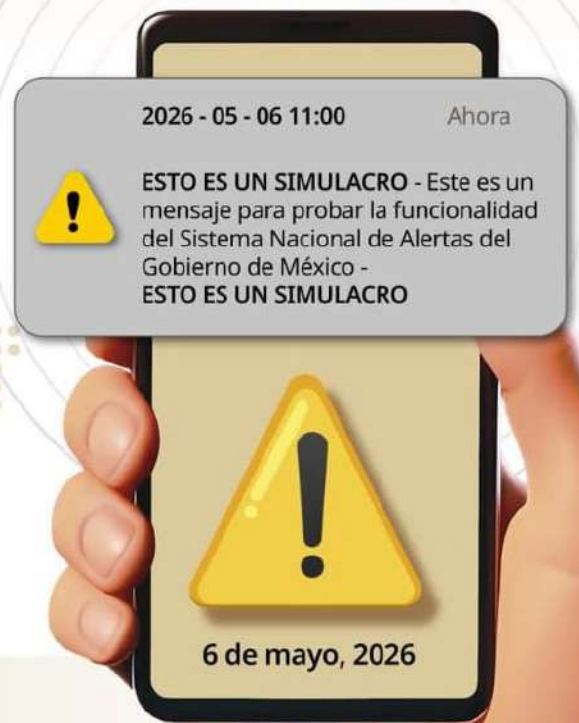 2026 - 05 - 06 11:00 Ahora
ESTO ES UN SIMULACRO - Este es un
mensaje para probar la funcionalidad
del Sistema Nacional de Alertas del
Gobierno de México -
ESTO ES UN SIMULACRO
6 de mayo, 2026